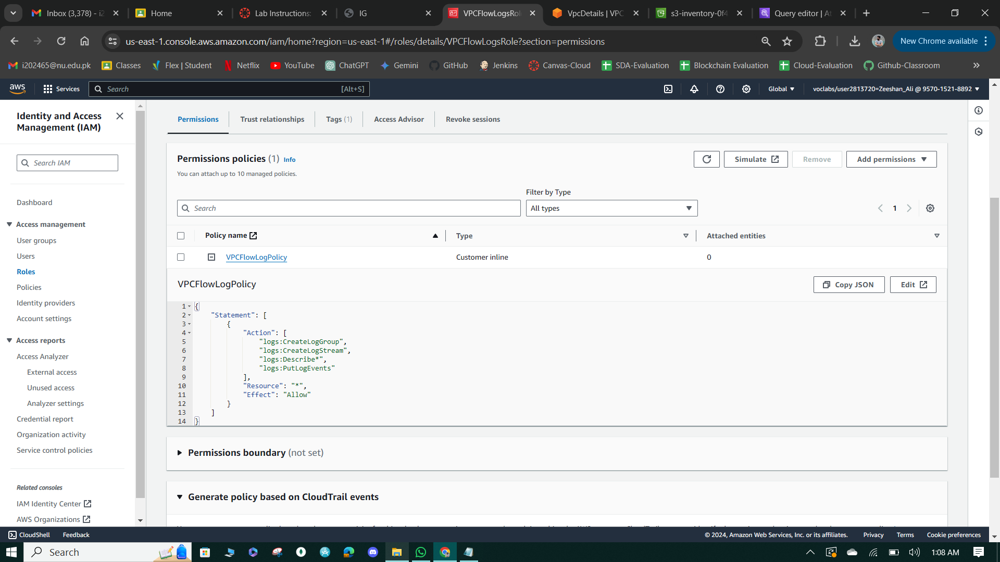 Inbox (3,378) - i2
Home
Lab Instructions:
IG
VPCFlowLogsRol
VpcDetails | VPC
s3-inventory-0f4
Query editor | At
us-east-1.console.aws.amazon.com/iam/home?region=us-east-1#/roles/details/VPCFlowLogsRole?section=permissions
New Chrome available
i202465@nu.edu.pk
Classes
Flex | Student
Netflix
YouTube
ChatGPT
Gemini
GitHub
Jenkins
Canvas-Cloud
SDA-Evaluation
Blockchain Evaluation
Cloud-Evaluation
Github-Classroom
aws
Services
Search
[Alt+S]
Global
voclabs/user2813720=Zeeshan_Ali @ 9570-1521-8892
Identity and Access
Management (IAM)
Search IAM
Dashboard
Access management
User groups
Users
Roles
Policies
Identity providers
Account settings
Access reports
Access Analyzer
External access
Unused access
Analyzer settings
Credential report
Organization activity
Service control policies
Related consoles
IAM Identity Center
AWS Organizations
Permissions
Trust relationships
Tags (1)
Access Advisor
Revoke sessions
Permissions policies (1) Info
You can attach up to 10 managed policies.
Simulate
Remove
Add permissions
Filter by Type
Search
All types
1
Policy name
Type
Attached entities
VPCFlowLogPolicy
Customer inline
0
VPCFlowLogPolicy
Copy JSON
Edit
1 {
2 "Statement": [
3 {
4 "Action": [
5 "logs:CreateLogGroup",
6 "logs:CreateLogStream",
7 "logs:Describe*",
8 "logs:PutLogEvents"
9 ],
10 "Resource": "*",
11 "Effect": "Allow"
12 }
13 ]
14 }
Permissions boundary (not set)
Generate policy based on CloudTrail events
CloudShell
Feedback
© 2024, Amazon Web Services, Inc. or its affiliates.
Privacy
Terms
Cookie preferences
Search
1:08 AM